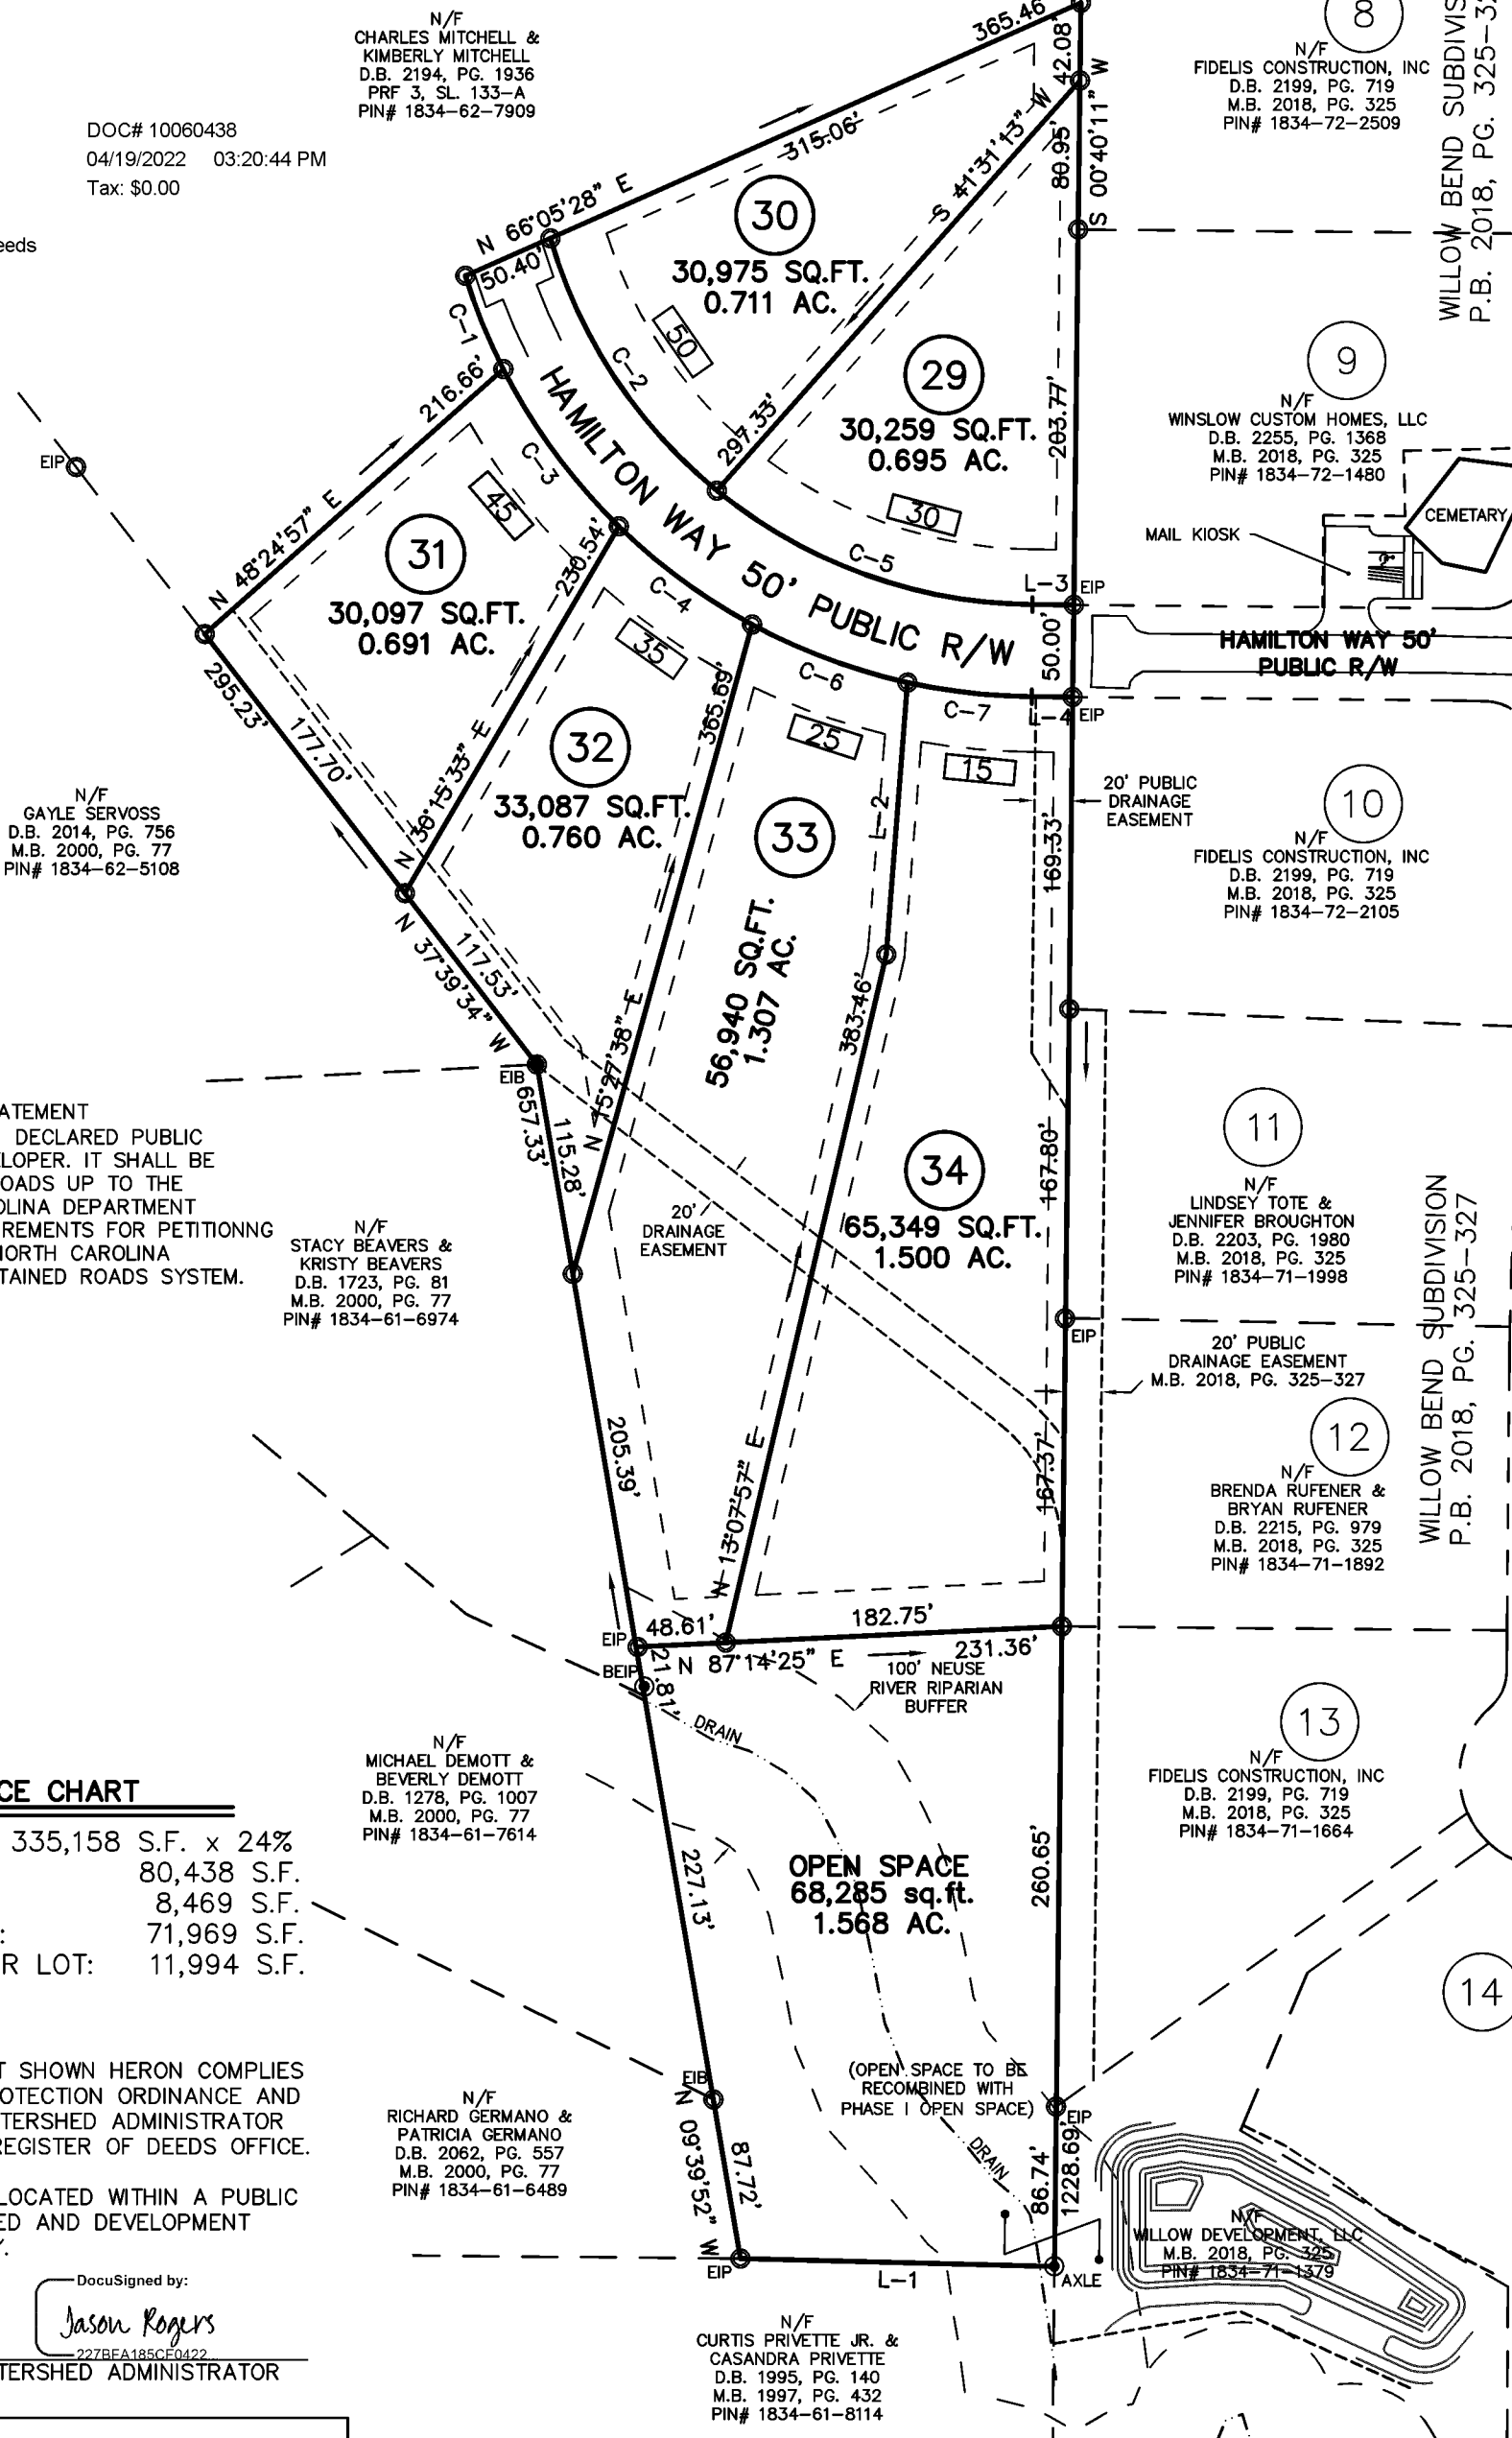 N/F
CHARLES MITCHELL &
KIMBERLY MITCHELL
D.B. 2194, PG. 1936
PRF 3, SL. 133-A
PIN# 1834-62-7909
DOC# 10060438
04/19/2022 03:20:44 PM
Tax: $0.00
eeds
365.46'
42.08'
8
N/F
FIDELIS CONSTRUCTION, INC
D.B. 2199, PG. 719
M.B. 2018, PG. 325
PIN# 1834-72-2509
WILLOW BEND SUBDIVIS
P.B. 2018, PG. 325-32
S 00°40'11" W
80.95'
315.06'
S 41°31'13" W
N 66°05'28" E
50.40'
30
30,975 SQ.FT.
0.711 AC.
50
C-1
C-2
297.33'
29
30,259 SQ.FT.
0.695 AC.
30
203.77'
9
N/F
WINSLOW CUSTOM HOMES, LLC
D.B. 2255, PG. 1368
M.B. 2018, PG. 325
PIN# 1834-72-1480
CEMETARY
MAIL KIOSK
216.66'
EIP
N 48°24'57" E
C-3
45
31
30,097 SQ.FT.
0.691 AC.
HAMILTON WAY 50' PUBLIC R/W
C-5
L-3
EIP
50.00'
HAMILTON WAY 50'
PUBLIC R/W
230.54'
C-4
35
C-6
C-7
L-4
EIP
295.23'
177.70'
N 30°15'33" E
32
33,087 SQ.FT.
0.760 AC.
365.69'
25
15
L-2
33
56,940 SQ.FT.
1.307 AC.
169.33'
20' PUBLIC
DRAINAGE
EASEMENT
10
N/F
FIDELIS CONSTRUCTION, INC
D.B. 2199, PG. 719
M.B. 2018, PG. 325
PIN# 1834-72-2105
N/F
GAYLE SERVOSS
D.B. 2014, PG. 756
M.B. 2000, PG. 77
PIN# 1834-62-5108
117.53'
N 37°39'34" W
EIB
657.33'
115.28'
N 15°27'38" E
383.46'
ATEMENT
DECLARED PUBLIC
ELOPER. IT SHALL BE
OADS UP TO THE
OLINA DEPARTMENT
IREMENTS FOR PETITIONNG
NORTH CAROLINA
TAINED ROADS SYSTEM.
N/F
STACY BEAVERS &
KRISTY BEAVERS
D.B. 1723, PG. 81
M.B. 2000, PG. 77
PIN# 1834-61-6974
20'
DRAINAGE
EASEMENT
34
65,349 SQ.FT.
1.500 AC.
167.80'
11
N/F
LINDSEY TOTE &
JENNIFER BROUGHTON
D.B. 2203, PG. 1980
M.B. 2018, PG. 325
PIN# 1834-71-1998
EIP
20' PUBLIC
DRAINAGE EASEMENT
M.B. 2018, PG. 325-327
WILLOW BEND SUBDIVISION
P.B. 2018, PG. 325-327
205.39'
N 13°07'57" E
167.37'
12
N/F
BRENDA RUFENER &
BRYAN RUFENER
D.B. 2215, PG. 979
M.B. 2018, PG. 325
PIN# 1834-71-1892
EIP
48.61'
182.75'
BEIP
21.81'
N 87°14'25" E
231.36'
100' NEUSE
RIVER RIPARIAN
BUFFER
DRAIN
N/F
MICHAEL DEMOTT &
BEVERLY DEMOTT
D.B. 1278, PG. 1007
M.B. 2000, PG. 77
PIN# 1834-61-7614
13
N/F
FIDELIS CONSTRUCTION, INC
D.B. 2199, PG. 719
M.B. 2018, PG. 325
PIN# 1834-71-1664
CE CHART
335,158 S.F. x 24%
80,438 S.F.
8,469 S.F.
: 71,969 S.F.
R LOT: 11,994 S.F.
227.13'
OPEN SPACE
68,285 sq.ft.
1.568 AC.
260.65'
14
(OPEN SPACE TO BE
RECOMBINED WITH
PHASE I OPEN SPACE)
EIP
T SHOWN HERON COMPLIES
OTECTION ORDINANCE AND
TERSHED ADMINISTRATOR
REGISTER OF DEEDS OFFICE.
LOCATED WITHIN A PUBLIC
ED AND DEVELOPMENT
Y.
EIB
N 09°39'52" W
87.72'
DRAIN
86.74'
1228.69'
N/F
RICHARD GERMANO &
PATRICIA GERMANO
D.B. 2062, PG. 557
M.B. 2000, PG. 77
PIN# 1834-61-6489
N/F
WILLOW DEVELOPMENT, LLC
M.B. 2018, PG. 325
PIN# 1834-71-1379
EIP
L-1
AXLE
DocuSigned by:
Jason Rogers
227BFA185CF0422...
TERSHED ADMINISTRATOR
N/F
CURTIS PRIVETTE JR. &
CASANDRA PRIVETTE
D.B. 1995, PG. 140
M.B. 1997, PG. 432
PIN# 1834-61-8114